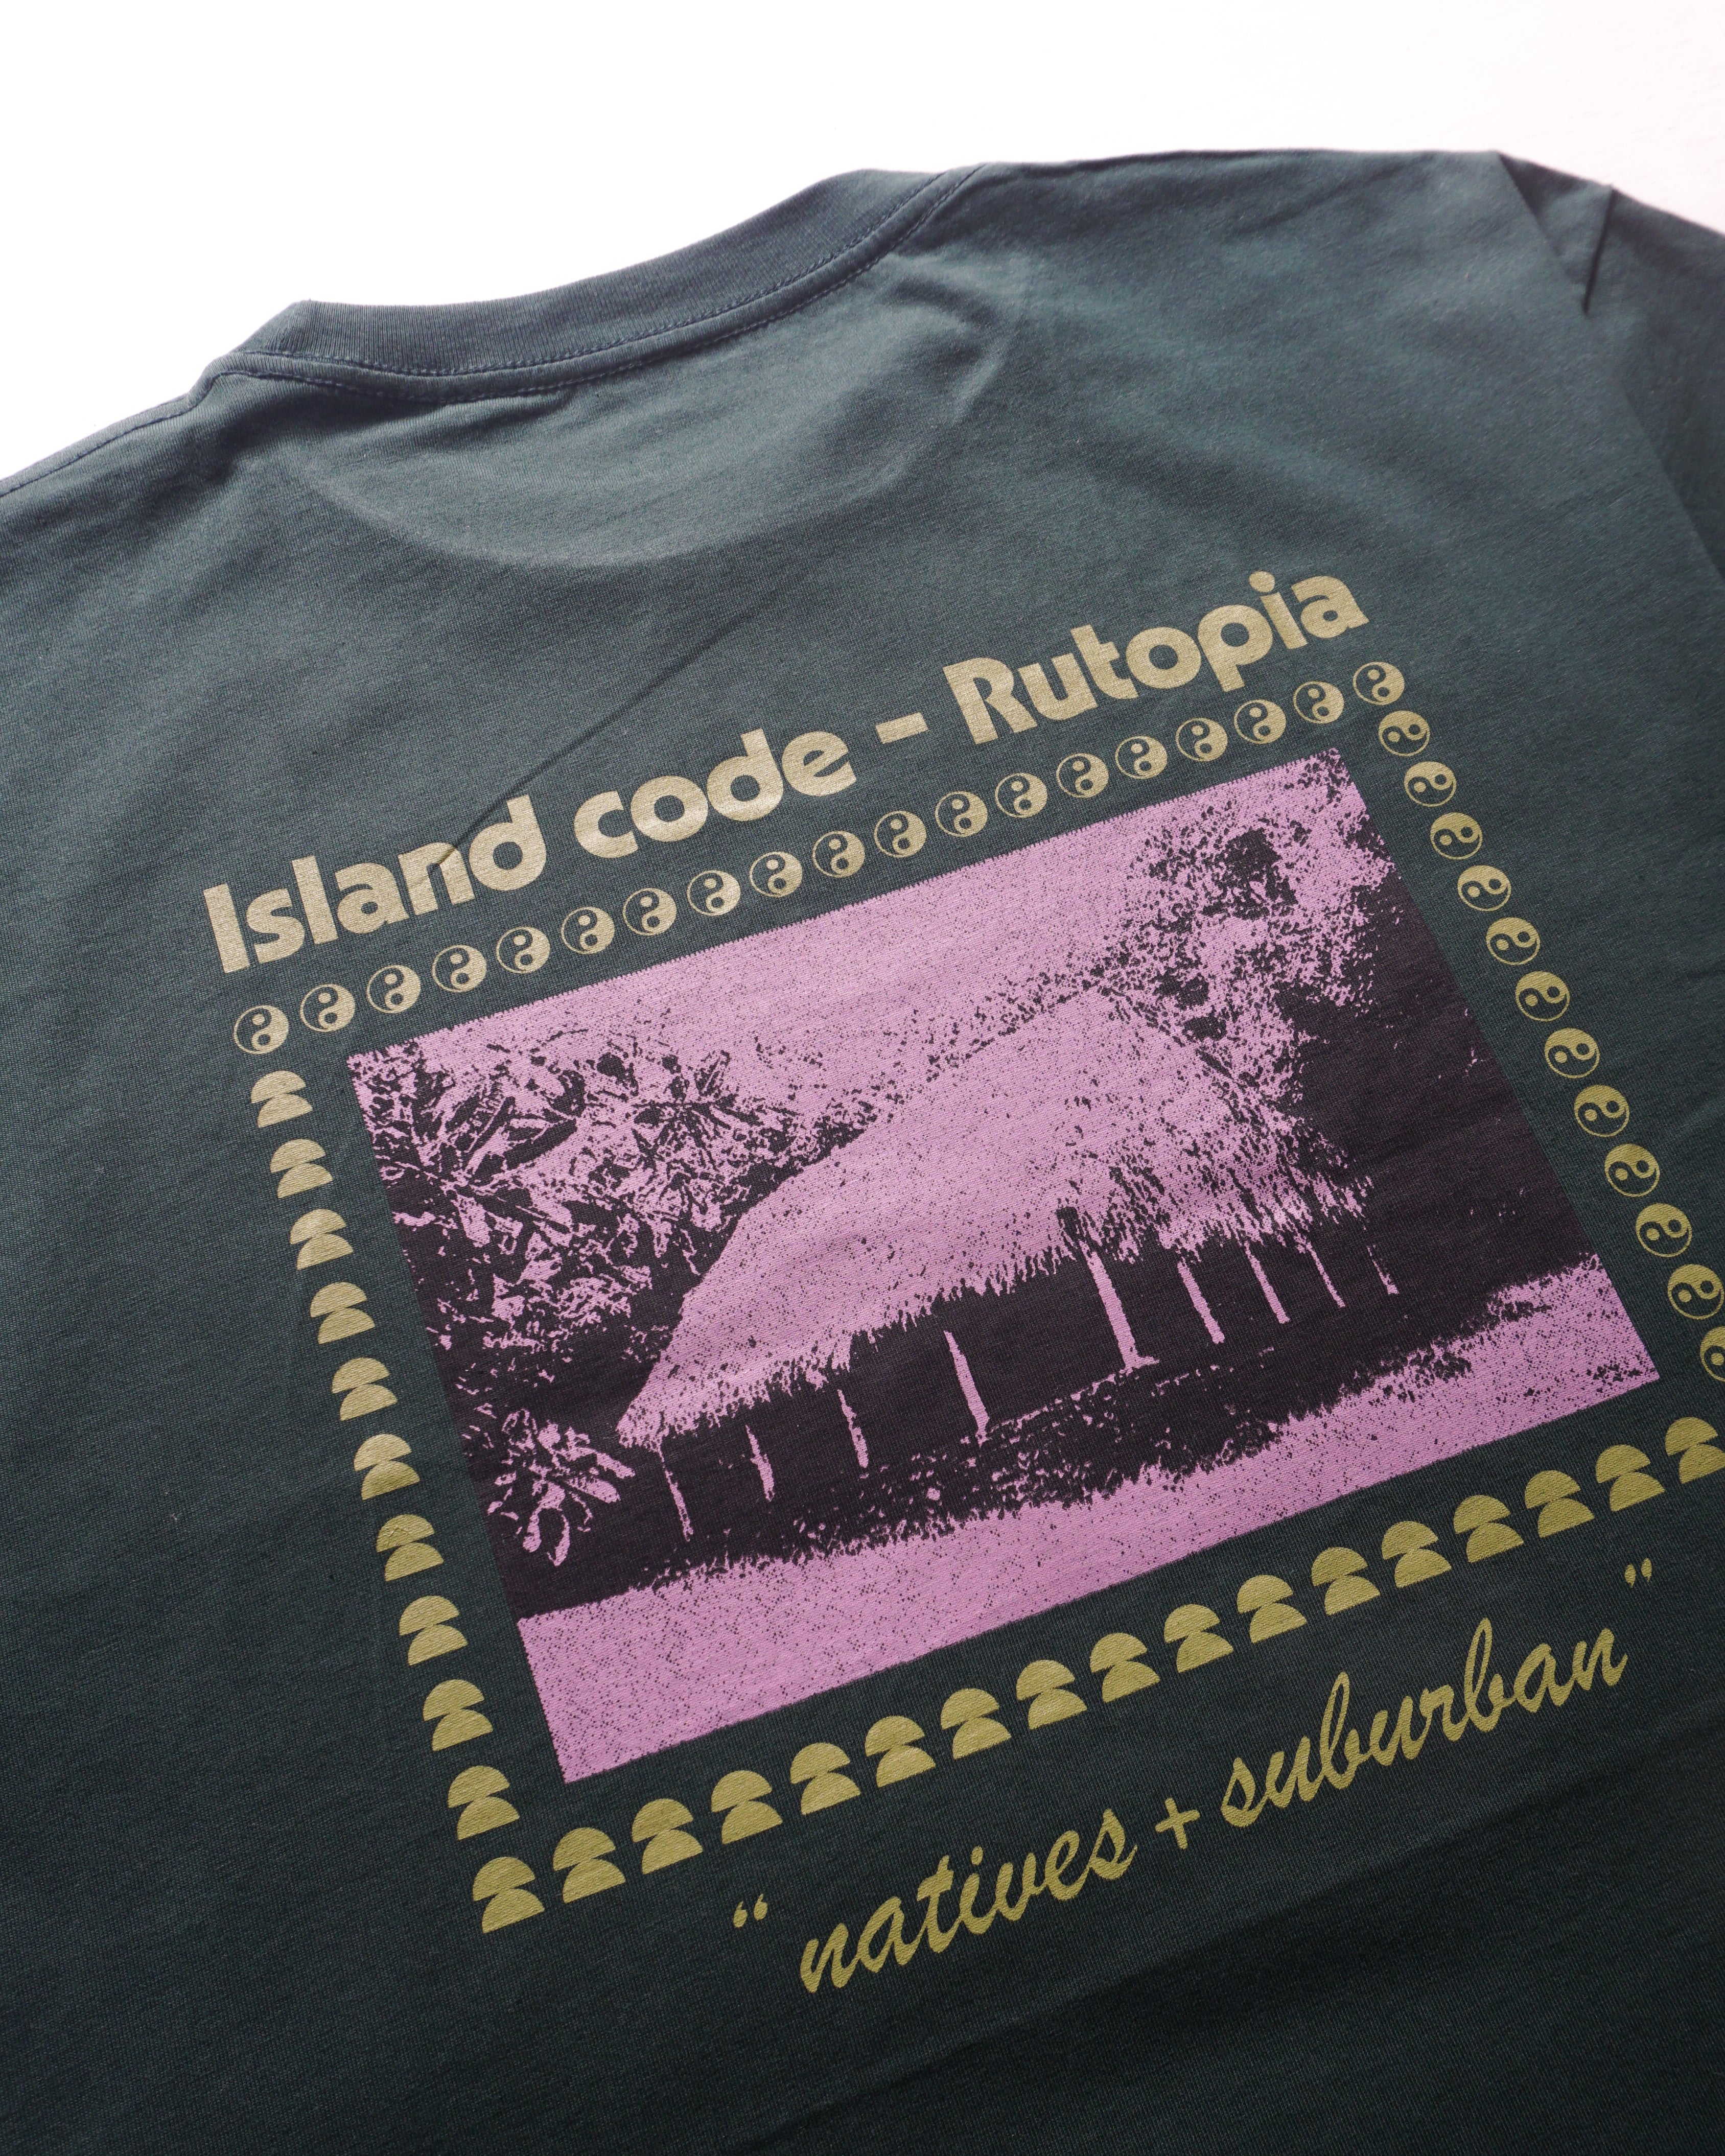 Island code - Rutopia
“ natives + suburban ”